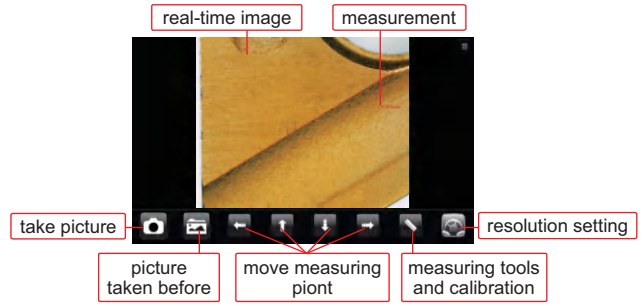 real-time image
measurement
take picture
resolution setting
picture
taken before
move measuring
piont
measuring tools
and calibration